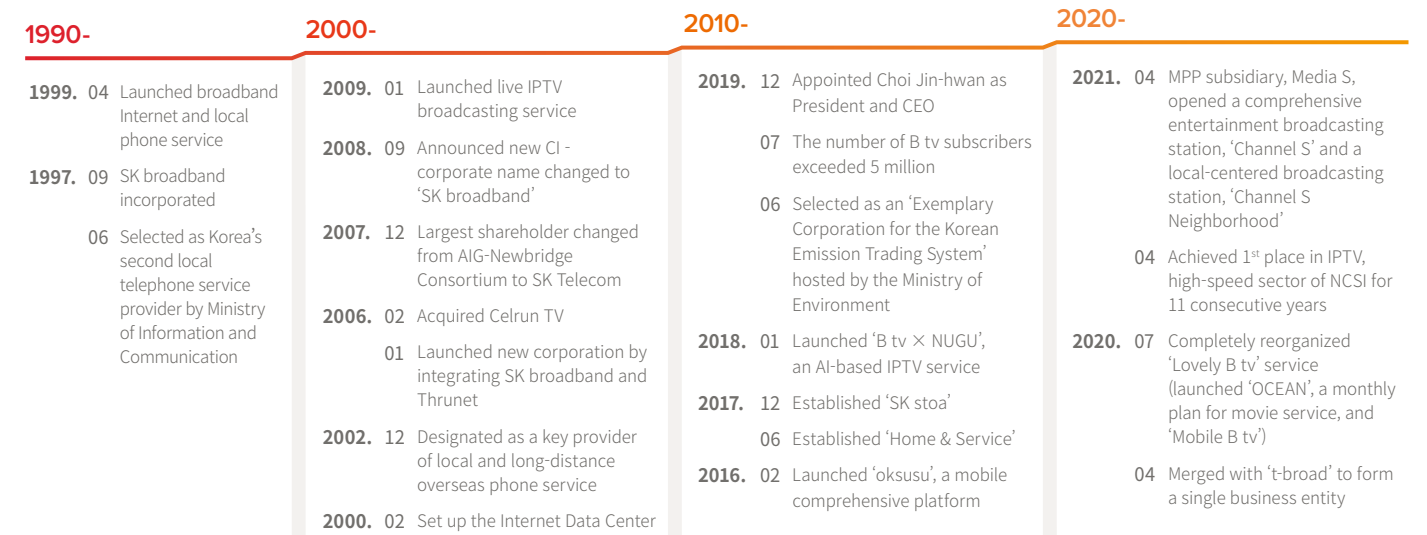 1990-
1999. 04 Launched broadband
Internet and local
phone service
1997. 09 SK broadband
incorporated
06 Selected as Korea's
second local
telephone service
provider by Ministry
of Information and
Communication
2000-
2009. 01 Launched live IPTV
broadcasting service
2008. 09 Announced new CI -
corporate name changed to
‘SK broadband’
2007. 12 Largest shareholder changed
from AIG-Newbridge
Consortium to SK Telecom
2006. 02 Acquired Celrun TV
01 Launched new corporation by
integrating SK broadband and
Thrunet
2002. 12 Designated as a key provider
of local and long-distance
overseas phone service
2000. 02 Set up the Internet Data Center
2010-
2019. 12 Appointed Choi Jin-hwan as
President and CEO
07 The number of B tv subscribers
exceeded 5 million
06 Selected as an ‘Exemplary
Corporation for the Korean
Emission Trading System’
hosted by the Ministry of
Environment
2018. 01 Launched ‘B tv × NUGU’,
an AI-based IPTV service
2017. 12 Established ‘SK stoa’
06 Established ‘Home & Service’
2016. 02 Launched ‘oksusu’, a mobile
comprehensive platform
2020-
2021. 04 MPP subsidiary, Media S,
opened a comprehensive
entertainment broadcasting
station, ‘Channel S’ and a
local-centered broadcasting
station, ‘Channel S
Neighborhood’
04 Achieved 1st place in IPTV,
high-speed sector of NCSI for
11 consecutive years
2020. 07 Completely reorganized
‘Lovely B tv’ service
(launched ‘OCEAN’, a monthly
plan for movie service, and
‘Mobile B tv’)
04 Merged with ‘t-broad’ to form
a single business entity